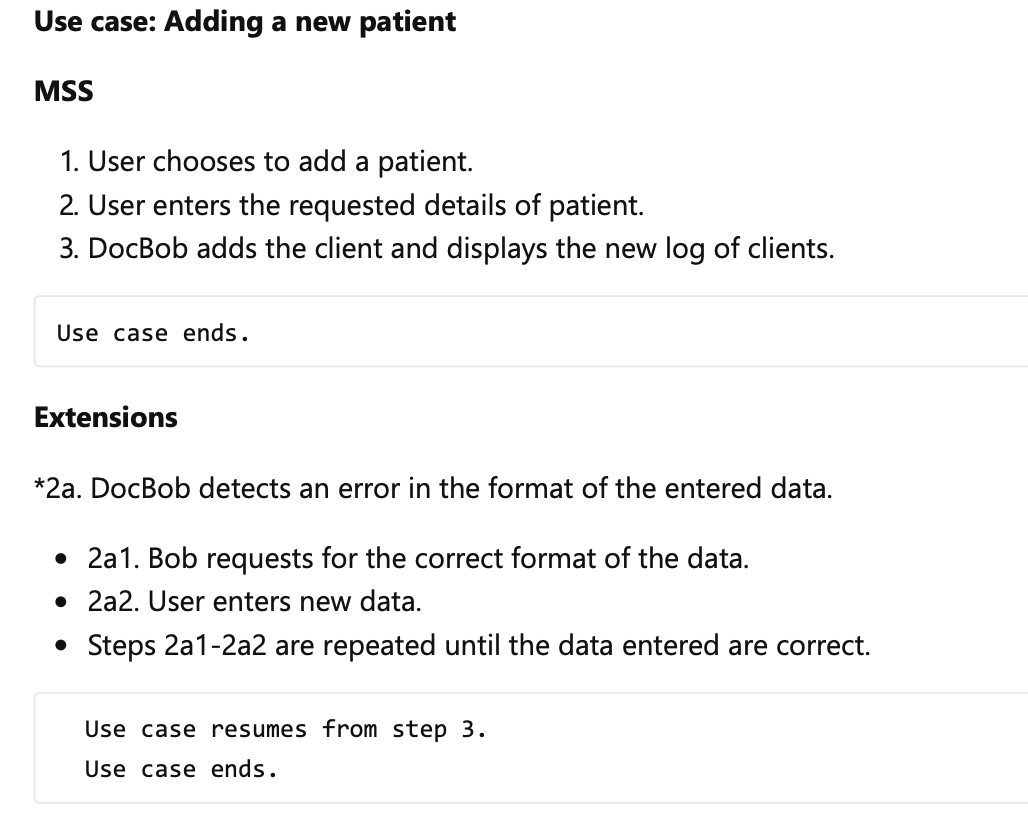 Use case: Adding a new patient
MSS
1. User chooses to add a patient.
2. User enters the requested details of patient.
3. DocBob adds the client and displays the new log of clients.
Use case ends.
Extensions
*2a. DocBob detects an error in the format of the entered data.
• 2a1. Bob requests for the correct format of the data.
• 2a2. User enters new data.
• Steps 2a1-2a2 are repeated until the data entered are correct.
Use case resumes from step 3.
Use case ends.